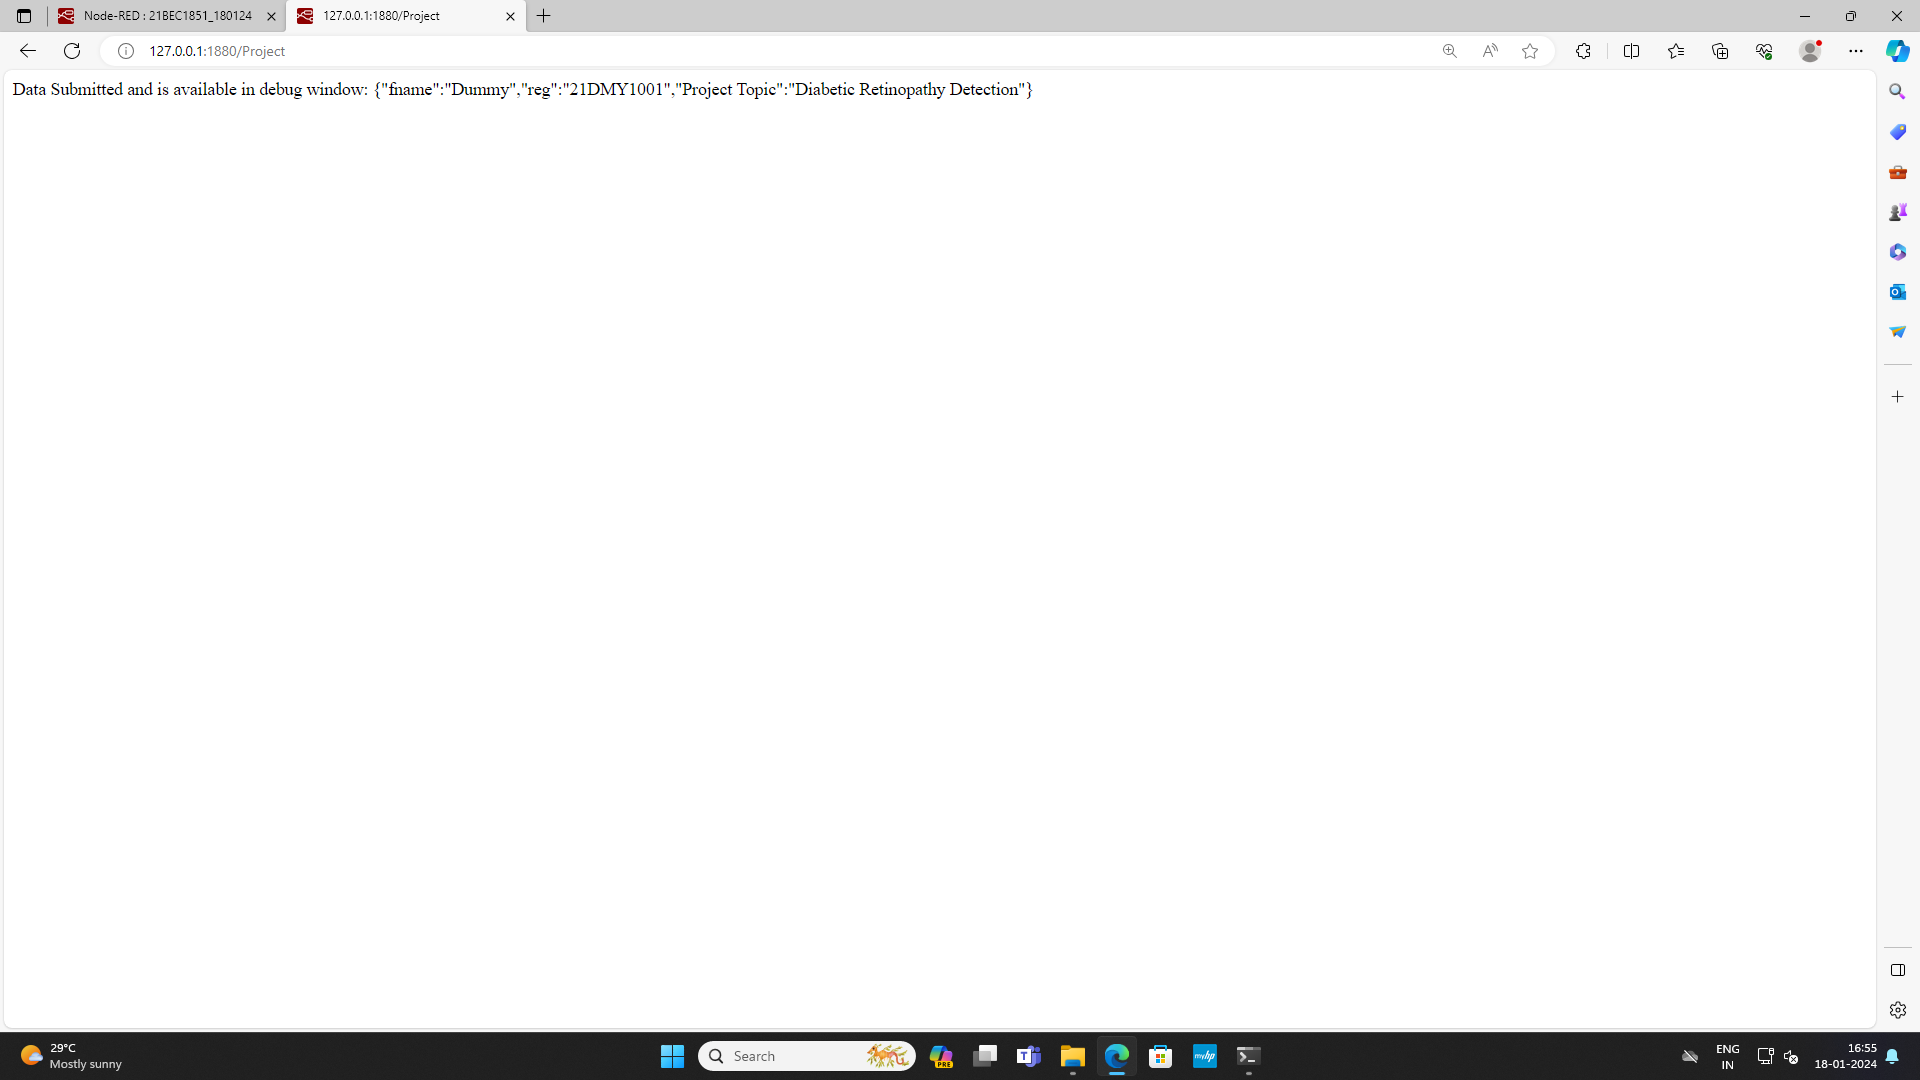 Node-RED : 21BEC1851_180124
127.0.0.1:1880/Project
127.0.0.1:1880/Project
Data Submitted and is available in debug window: {"fname":"Dummy","reg":"21DMY1001","Project Topic":"Diabetic Retinopathy Detection"}
29°C
Mostly sunny
Search
PRE
myhp
ENG
IN
16:55
18-01-2024